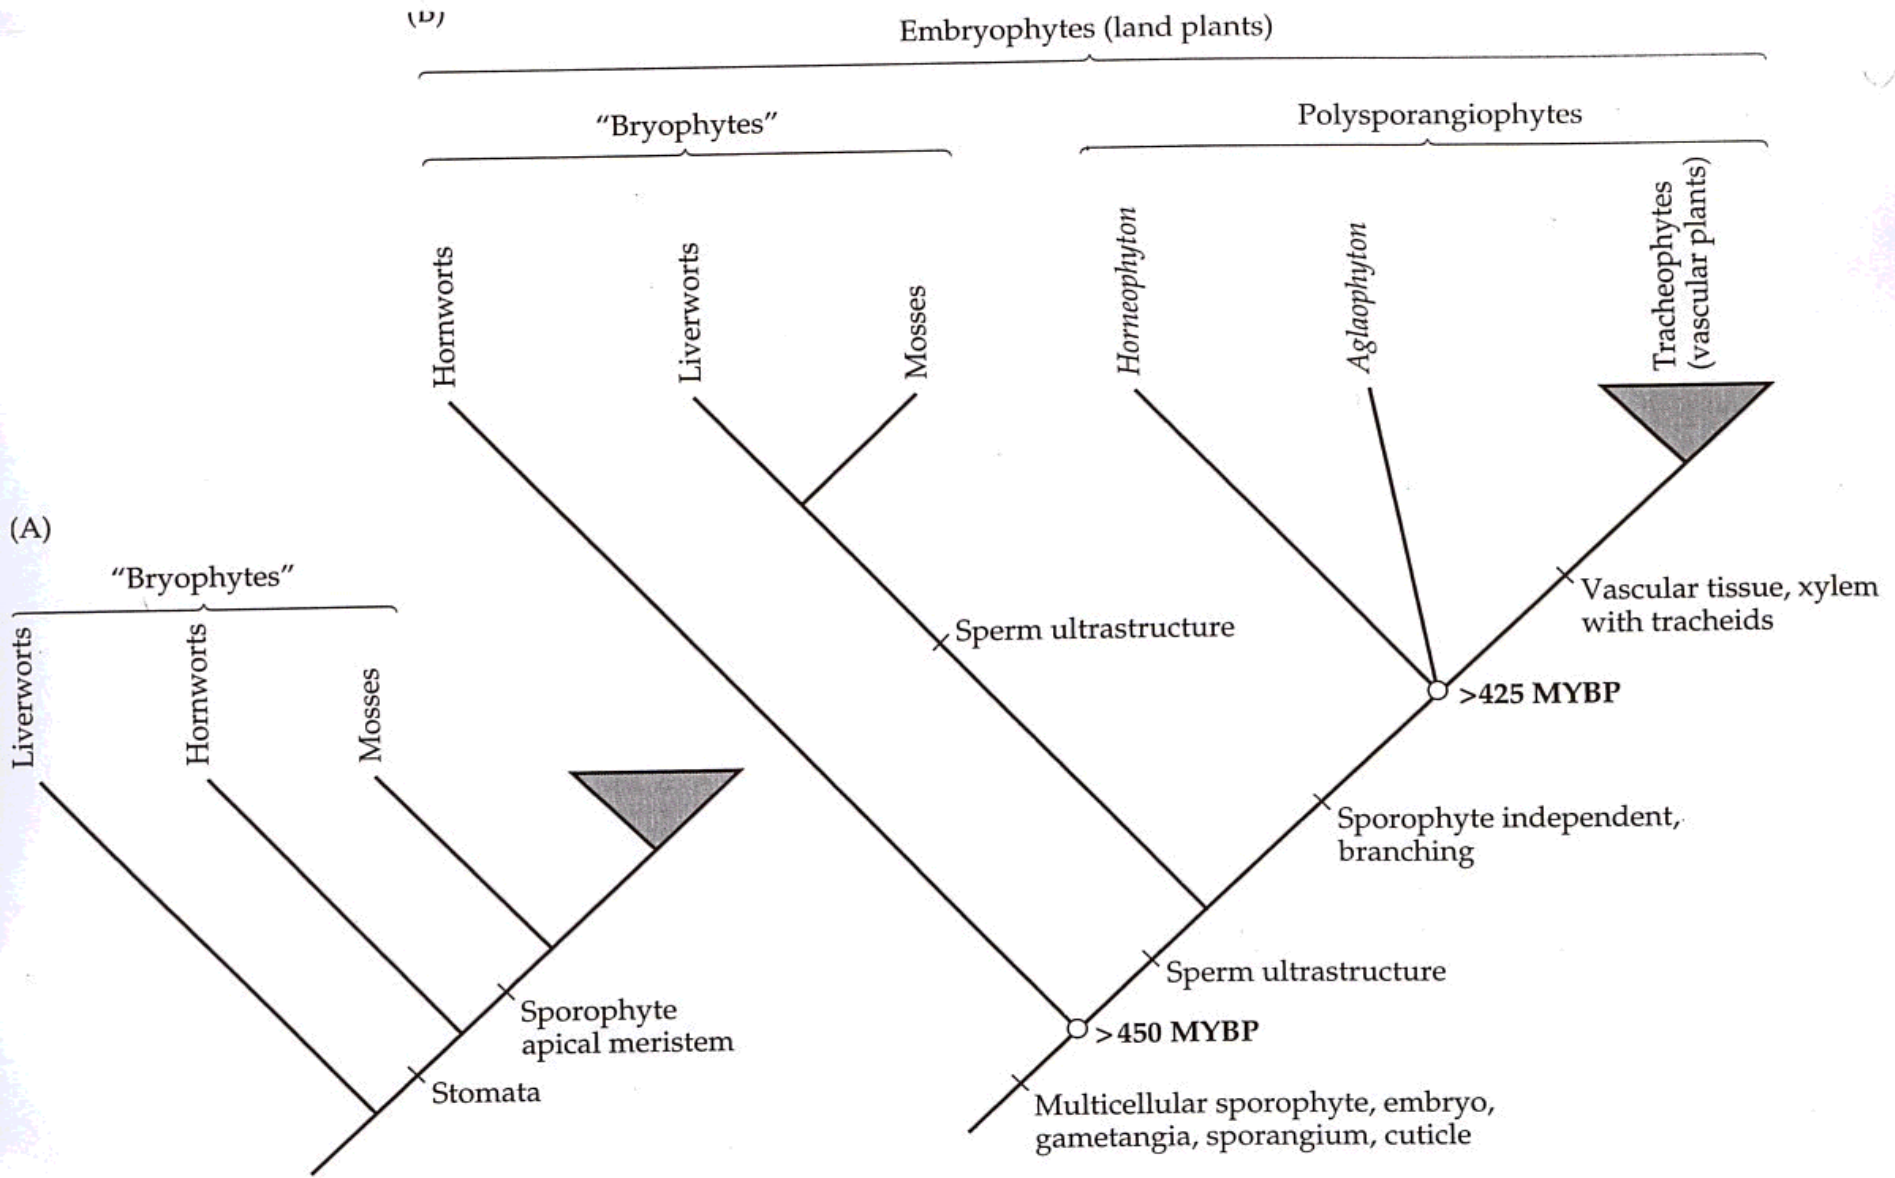 (B)
Embryophytes (land plants)
“Bryophytes”
Polysporangiophytes
Hornworts
Liverworts
Mosses
Horneophyton
Aglaophyton
Tracheophytes
(vascular plants)
Vascular tissue, xylem
with tracheids
Sperm ultrastructure
>425 MYBP
Sporophyte independent,
branching
Sperm ultrastructure
>450 MYBP
Multicellular sporophyte, embryo,
gametangia, sporangium, cuticle
(A)
“Bryophytes”
Liverworts
Hornworts
Mosses
Sporophyte
apical meristem
Stomata